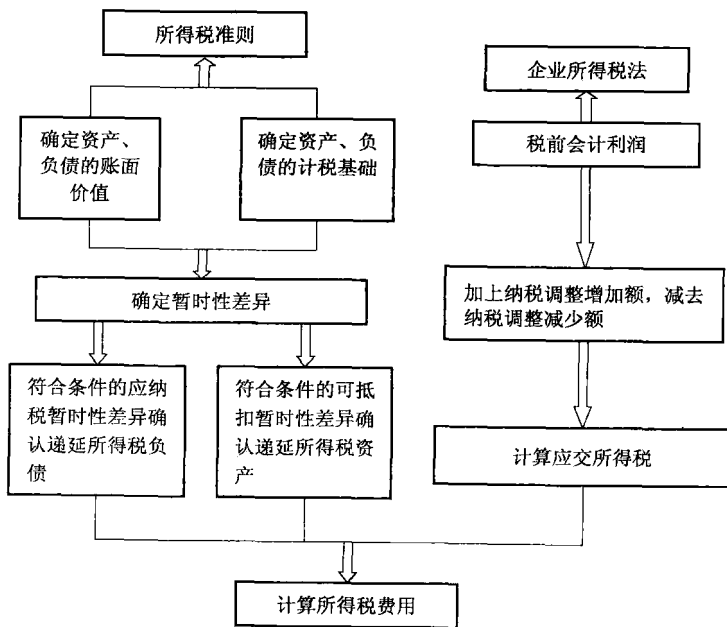 所得税准则
企业所得税法
确定资产、
负债的账面
价值
确定资产、负
债的计税基础
税前会计利润
确定暂时性差异
加上纳税调整增加额，减去
纳税调整减少额
符合条件的应纳
税暂时性差异确
认递延所得税负
债
符合条件的可抵
扣暂时性差异确
认递延所得税资
产
计算应交所得税
计算所得税费用